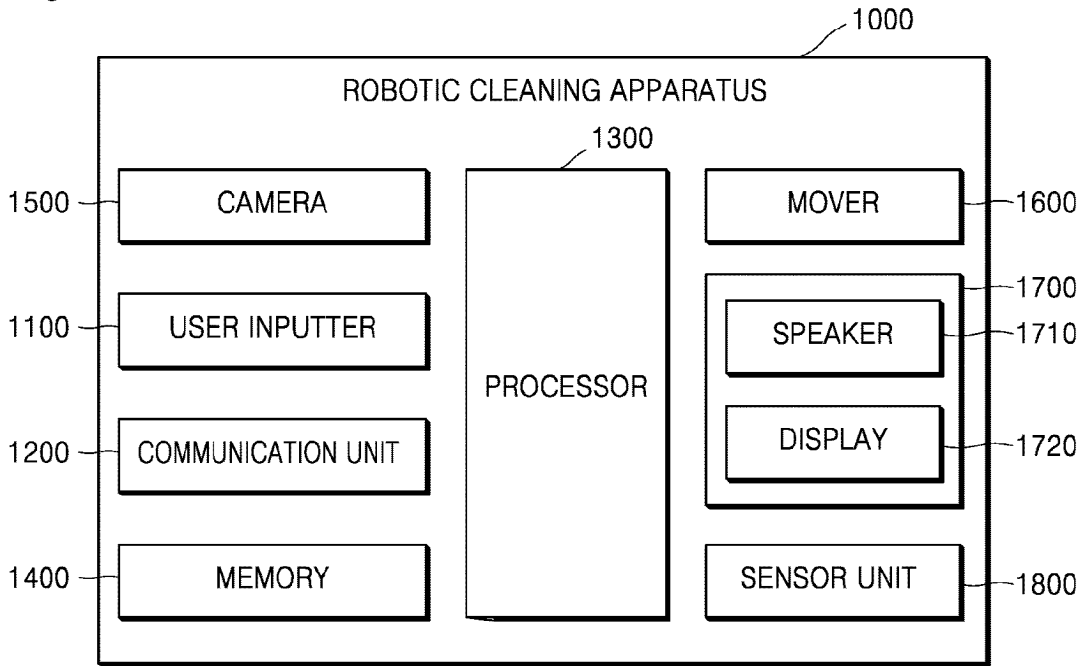 1000
ROBOTIC CLEANING APPARATUS
1300
1500
CAMERA
MOVER
1600
1700
1100
USER INPUTTER
SPEAKER
1710
PROCESSOR
1200
COMMUNICATION UNIT
DISPLAY
1720
1400
MEMORY
SENSOR UNIT
1800